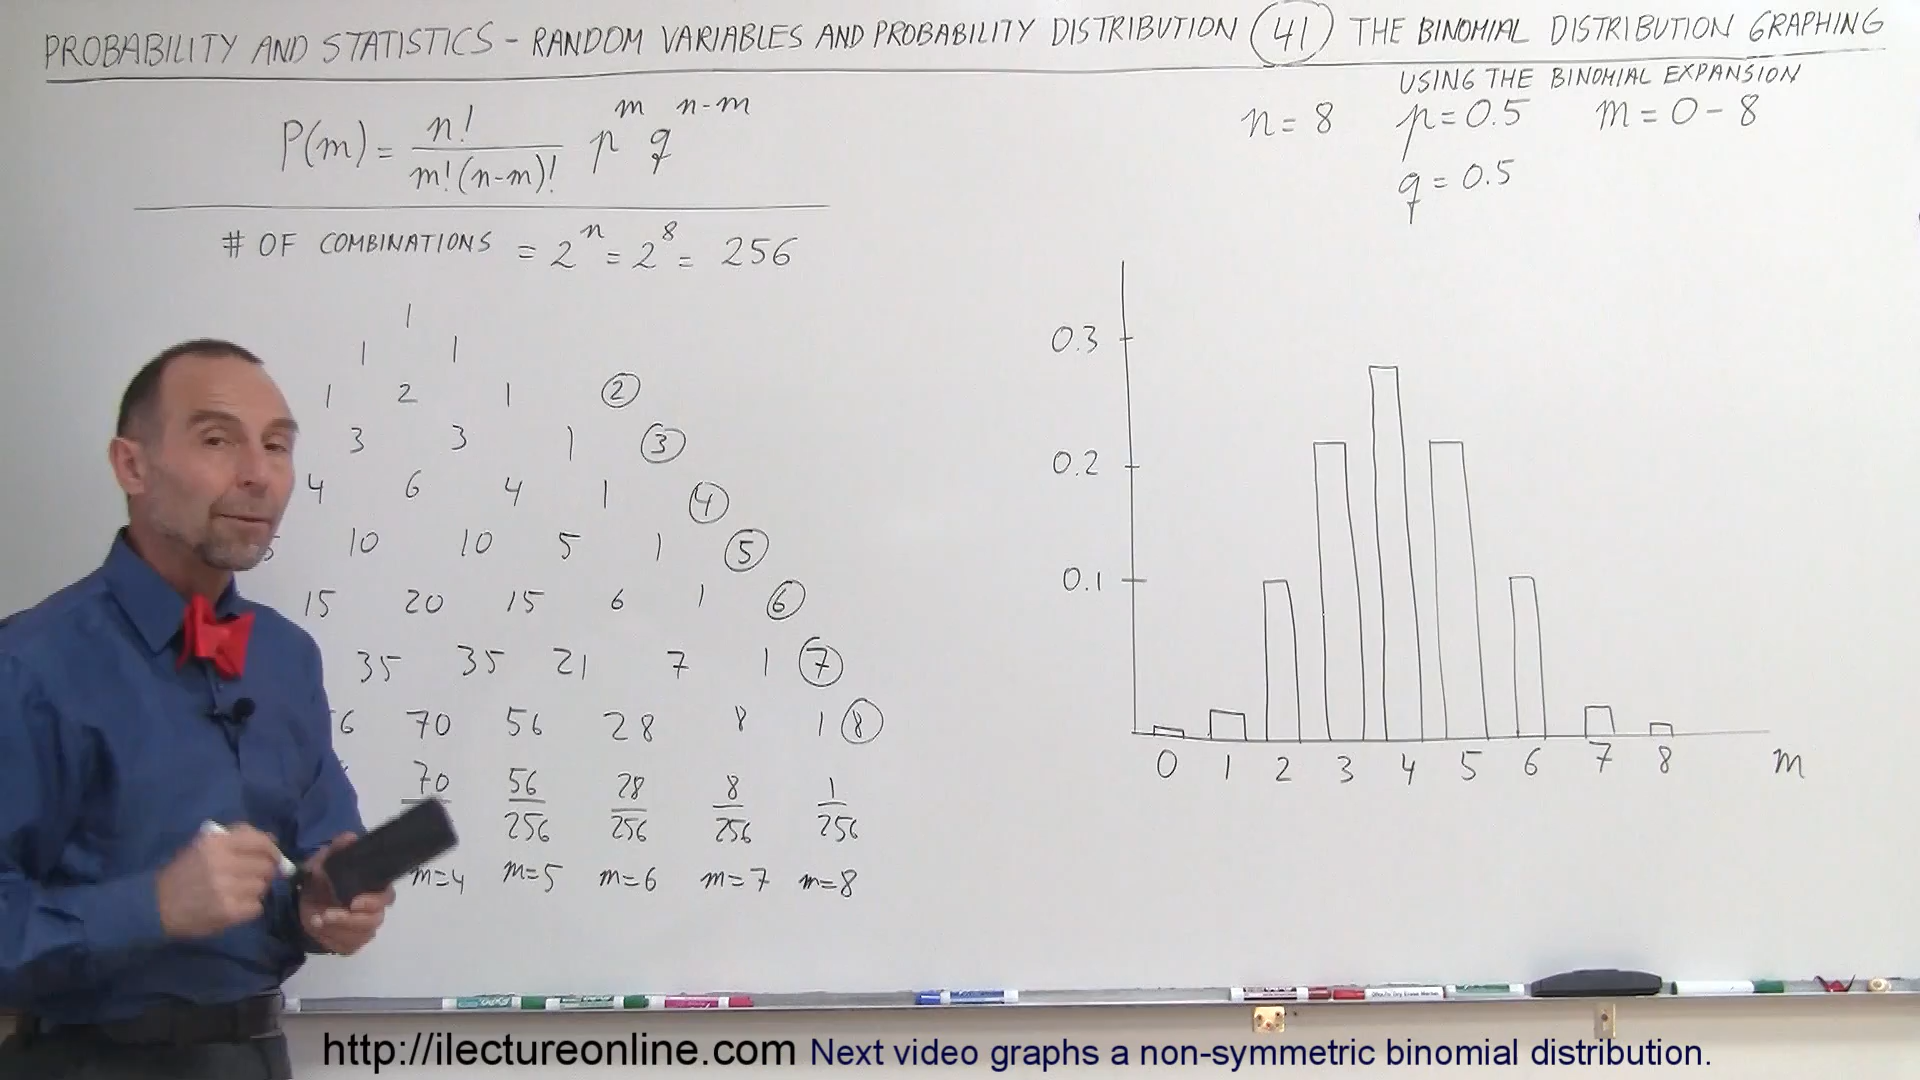 PROBABILITY AND STATISTICS - RANDOM VARIABLES AND PROBABILITY DISTRIBUTION (41) THE BINOMIAL DISTRIBUTION GRAPHING
USING THE BINOMIAL EXPANSION
P(m) = n! / m!(n-m)! p^m q^n-m
n = 8 p = 0.5 m = 0 - 8
q = 0.5
# OF COMBINATIONS = 2^n = 2^8 = 256
1
1 1
1 2 1 (2)
3 3 1 (3)
4 6 4 1 (4)
5 10 10 5 1 (5)
15 20 15 6 1 (6)
35 35 21 7 1 (7)
6 70 56 28 8 1 (8)
70 56 28 8 1
256 256 256 256
m=4 m=5 m=6 m=7 m=8
0.3
0.2
0.1
0 1 2 3 4 5 6 7 8 m
http://ilectureonline.com Next video graphs a non-symmetric binomial distribution.